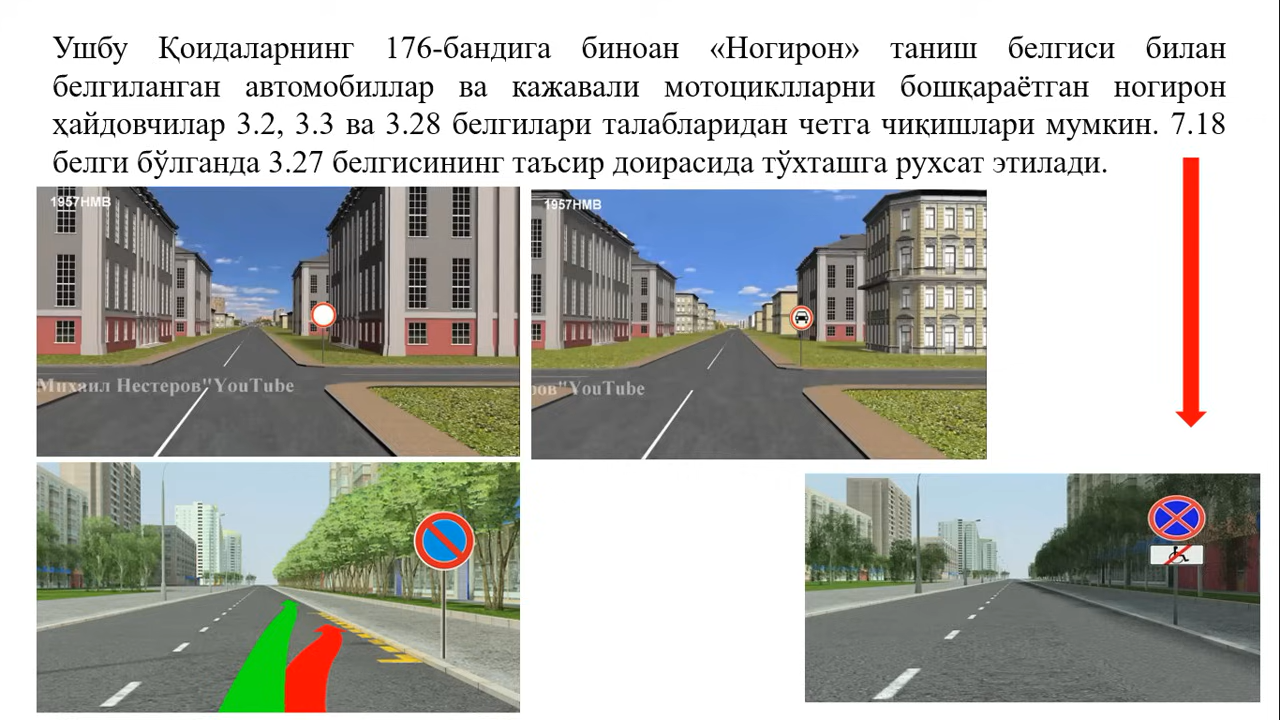 Ушбу Қоидаларнинг 176-бандига биноан «Ногирон» таниш белгиси билан
белгиланган автомобиллар ва кажавали мотоциклларни бошқараётган ногирон
ҳайдовчилар 3.2, 3.3 ва 3.28 белгилари талабларидан четга чиқишлари мумкин. 7.18
белги бўлганда 3.27 белгисининг таъсир доирасида тўхташга рухсат этилади.
1957НМВ
1957НМВ
Михаил Нестеров"YouTube
ров"YouTube